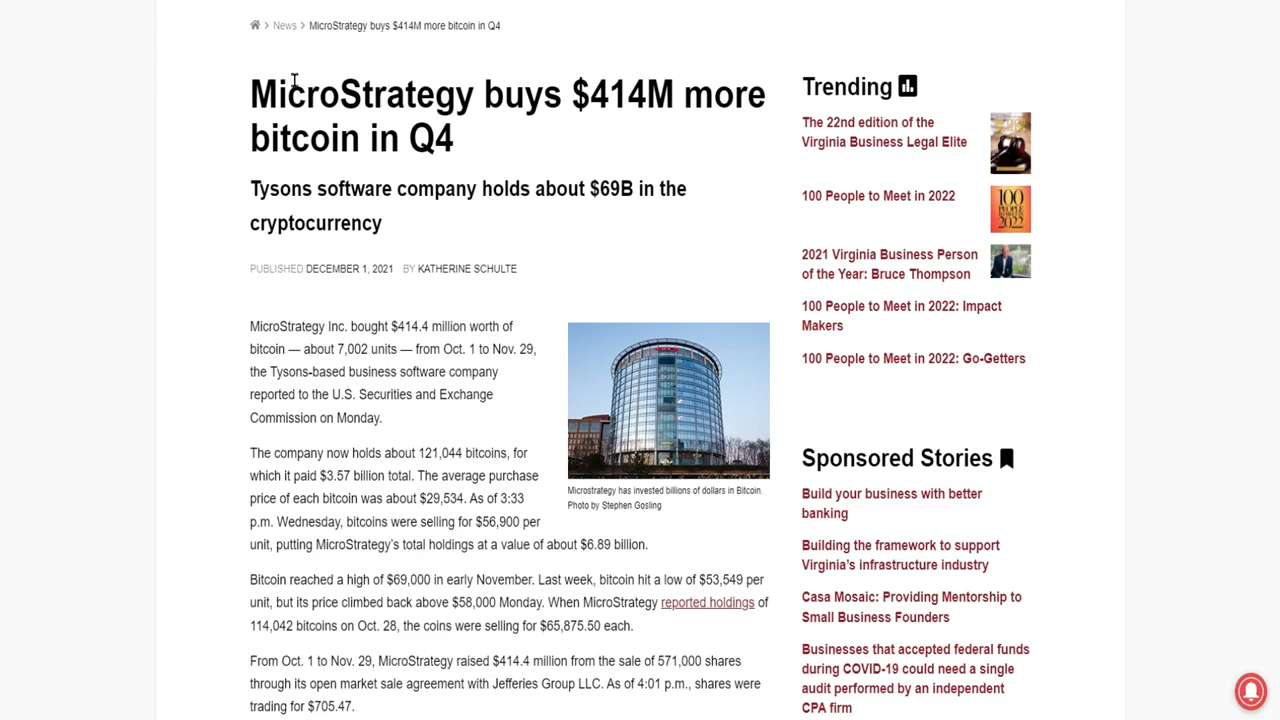 News
MicroStrategy buys $414M more bitcoin in Q4
MicroStrategy buys $414M more
bitcoin in Q4
Tysons software company holds about $69B in the
cryptocurrency
PUBLISHED DECEMBER 1, 2021 BY KATHERINE SCHULTE
MicroStrategy Inc. bought $414.4 million worth of
bitcoin — about 7,002 units — from Oct. 1 to Nov. 29,
the Tysons-based business software company
reported to the U.S. Securities and Exchange
Commission on Monday.
The company now holds about 121,044 bitcoins, for
which it paid $3.57 billion total. The average purchase
price of each bitcoin was about $29,534. As of 3:33
p.m. Wednesday, bitcoins were selling for $56,900 per
unit, putting MicroStrategy's total holdings at a value of about $6.89 billion.
Microstrategy has invested billions of dollars in Bitcoin.
Photo by Stephen Gosling
Bitcoin reached a high of $69,000 in early November. Last week, bitcoin hit a low of $53,549 per
unit, but its price climbed back above $58,000 Monday. When MicroStrategy reported holdings of
114,042 bitcoins on Oct. 28, the coins were selling for $65,875.50 each.
From Oct. 1 to Nov. 29, MicroStrategy raised $414.4 million from the sale of 571,000 shares
through its open market sale agreement with Jefferies Group LLC. As of 4:01 p.m., shares were
trading for $705.47.
Trending
The 22nd edition of the
Virginia Business Legal Elite
100 People to Meet in 2022
100
PEOPLE
TO MEET IN
2022
2021 Virginia Business Person
of the Year: Bruce Thompson
100 People to Meet in 2022: Impact
Makers
100 People to Meet in 2022: Go-Getters
Sponsored Stories
Build your business with better
banking
Building the framework to support
Virginia's infrastructure industry
Casa Mosaic: Providing Mentorship to
Small Business Founders
Businesses that accepted federal funds
during COVID-19 could need a single
audit performed by an independent
CPA firm